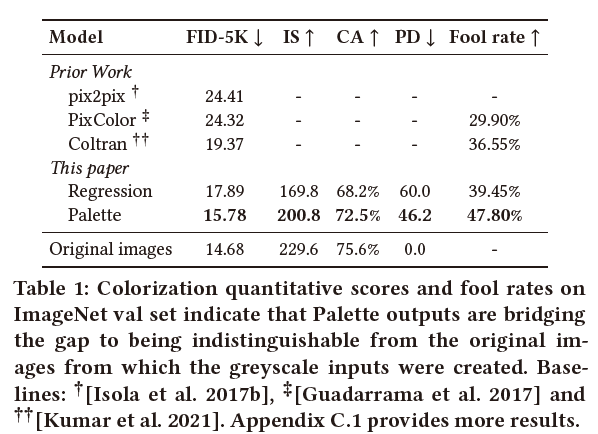 Model FID-5K ↓ IS ↑ CA ↑ PD ↓ Fool rate ↑
Prior Work
pix2pix † 24.41 - - - -
PixColor ‡ 24.32 - - - 29.90%
Coltran †† 19.37 - - - 36.55%
This paper
Regression 17.89 169.8 68.2% 60.0 39.45%
Palette 15.78 200.8 72.5% 46.2 47.80%
Original images 14.68 229.6 75.6% 0.0 -
Table 1: Colorization quantitative scores and fool rates on
ImageNet val set indicate that Palette outputs are bridging
the gap to being indistinguishable from the original im-
ages from which the greyscale inputs were created. Base-
lines: †[Isola et al. 2017b], ‡[Guadarrama et al. 2017] and
††[Kumar et al. 2021]. Appendix C.1 provides more results.